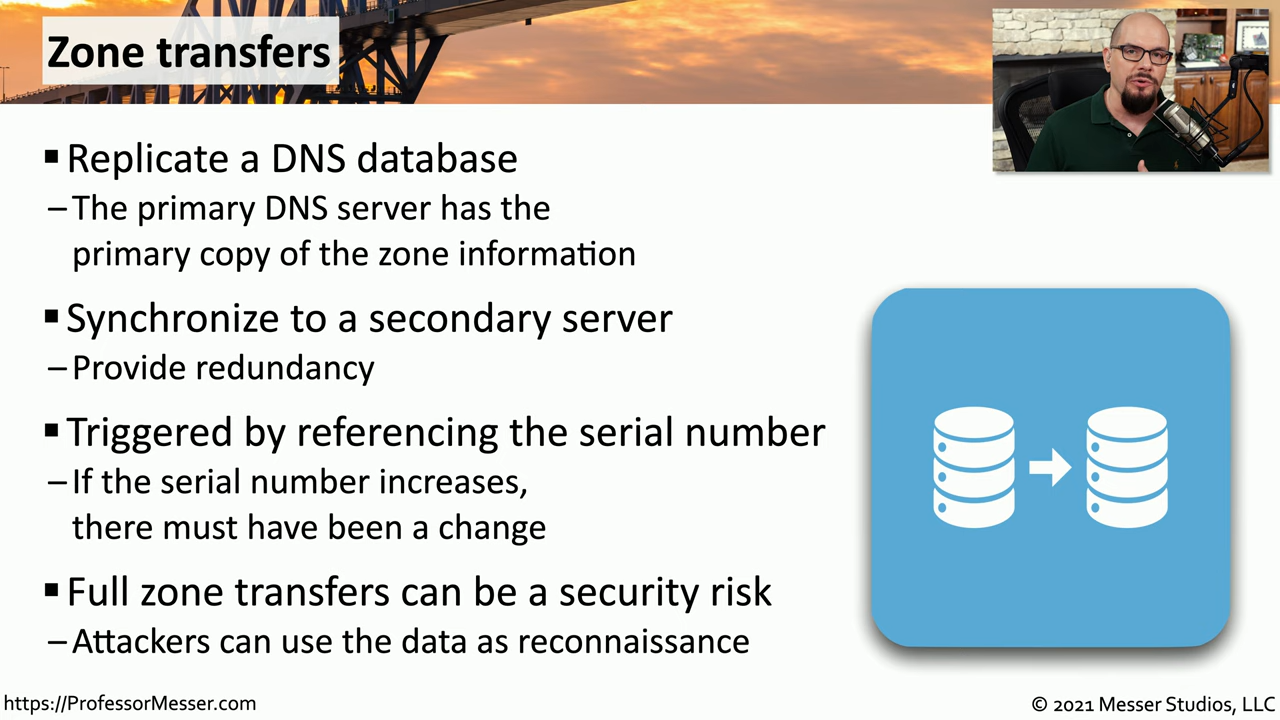 Zone transfers
▪ Replicate a DNS database
– The primary DNS server has the
primary copy of the zone information
▪ Synchronize to a secondary server
– Provide redundancy
▪ Triggered by referencing the serial number
– If the serial number increases,
there must have been a change
▪ Full zone transfers can be a security risk
– Attackers can use the data as reconnaissance
https://ProfessorMesser.com
© 2021 Messer Studios, LLC